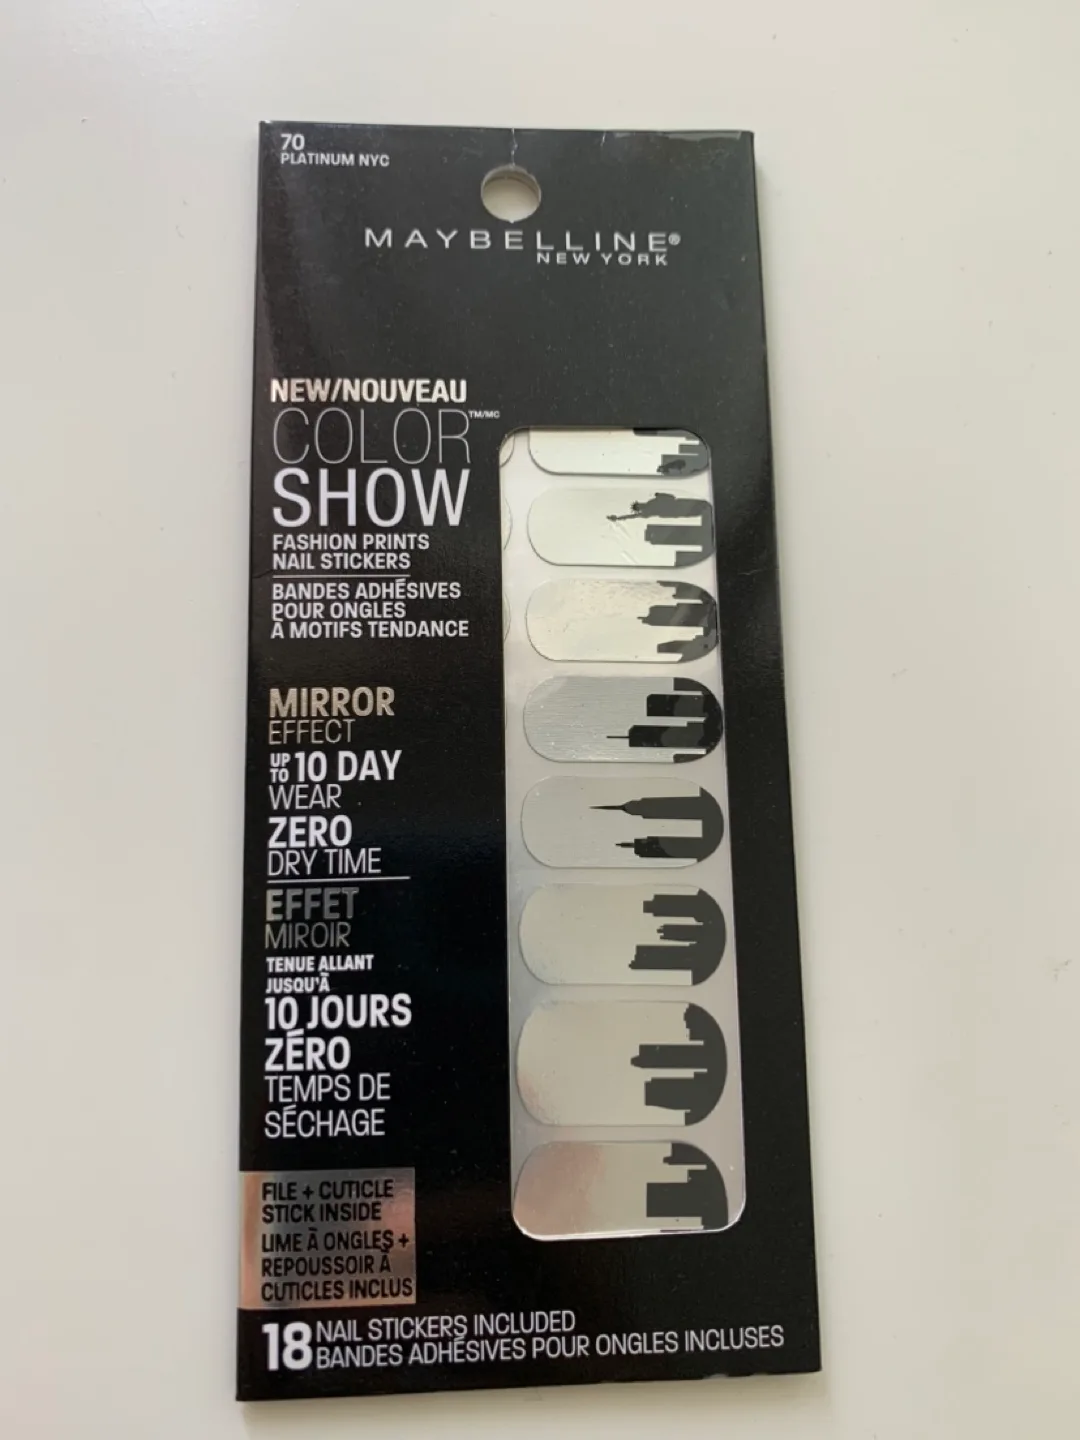 70
PLATINUM NYC
MAYBELLINE®
NEW YORK
NEW/NOUVEAU
COLOR™/MC
SHOW
FASHION PRINTS
NAIL STICKERS
BANDES ADHÉSIVES
POUR ONGLES
À MOTIFS TENDANCE
MIRROR
EFFECT
UP TO 10 DAY
WEAR
ZERO
DRY TIME
EFFET
MIROIR
TENUE ALLANT
JUSQU'À
10 JOURS
ZÉRO
TEMPS DE
SÉCHAGE
FILE + CUTICLE
STICK INSIDE
LIME À ONGLES +
REPOUSSOIR À
CUTICLES INCLUS
18 NAIL STICKERS INCLUDED
BANDES ADHÉSIVES POUR ONGLES INCLUSES